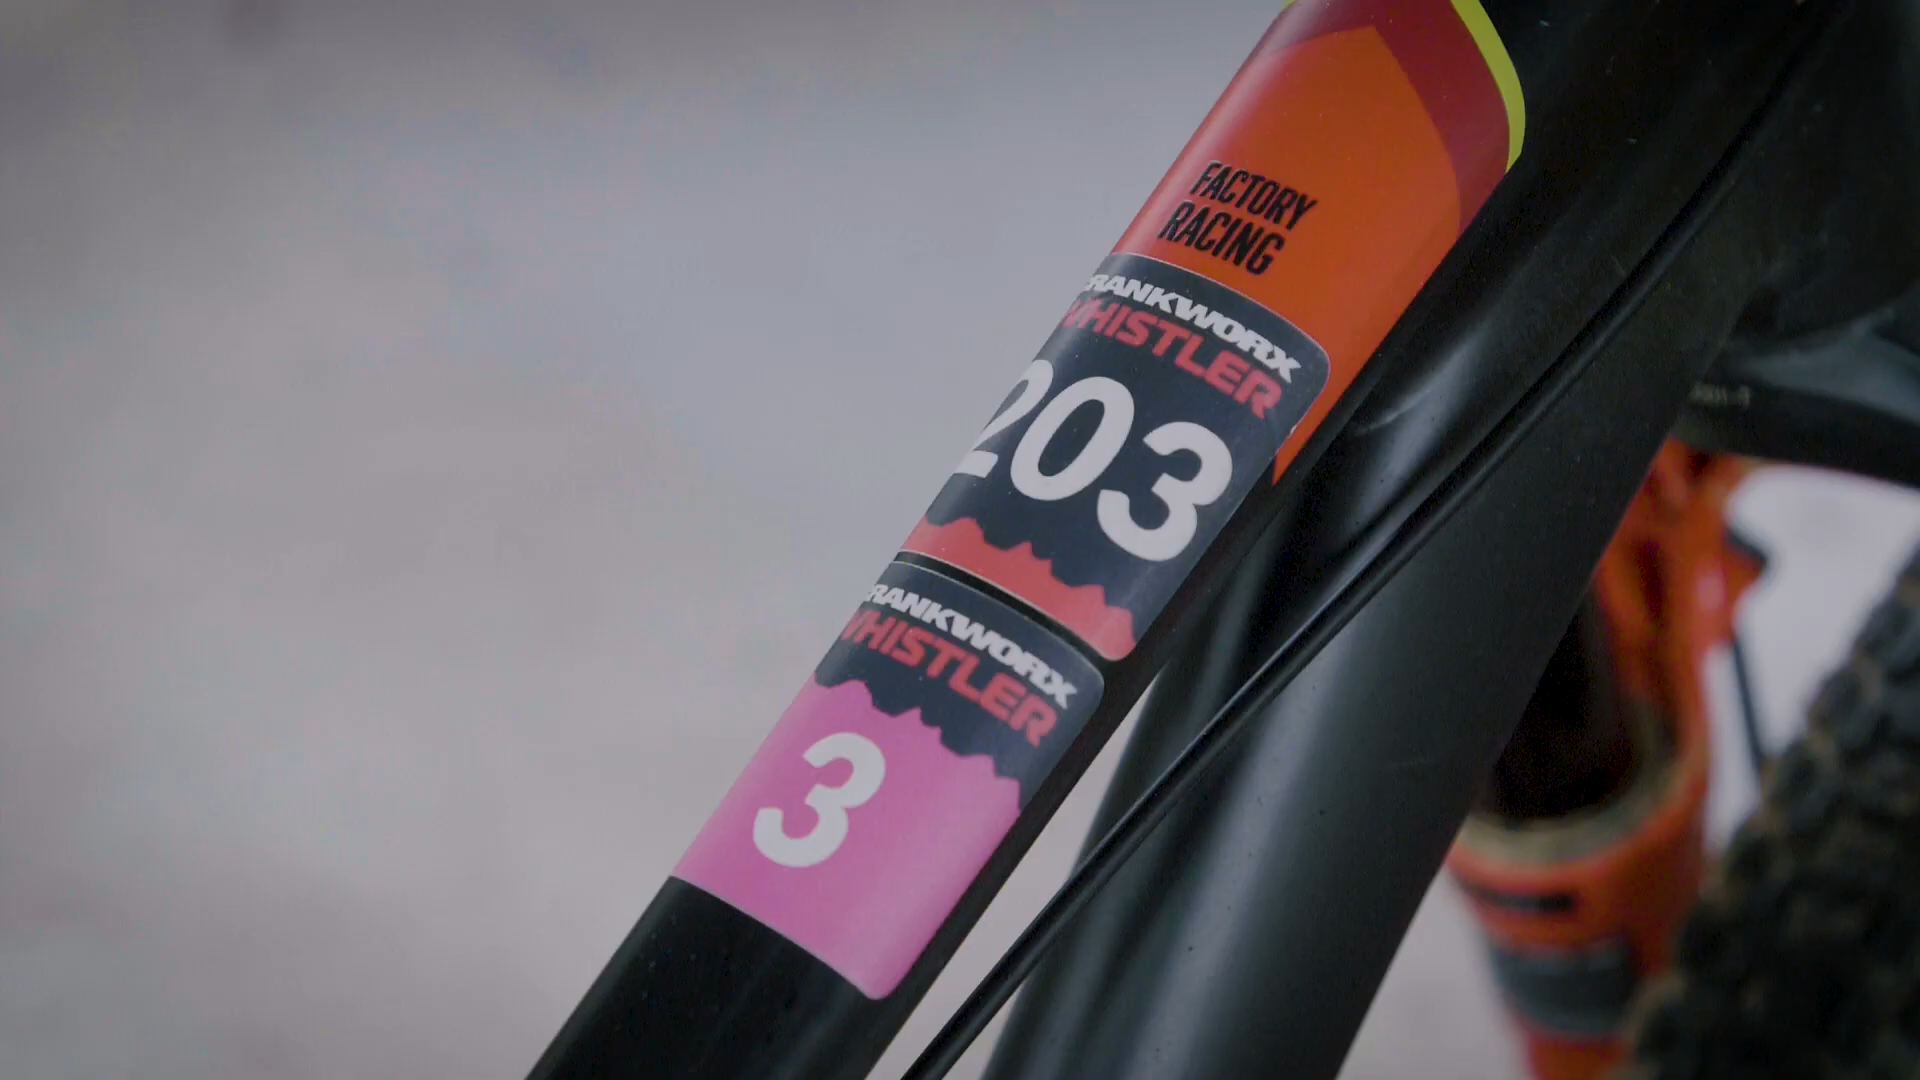 FACTORY
RACING
CRANKWORX
WHISTLER
203
CRANKWORX
WHISTLER
3